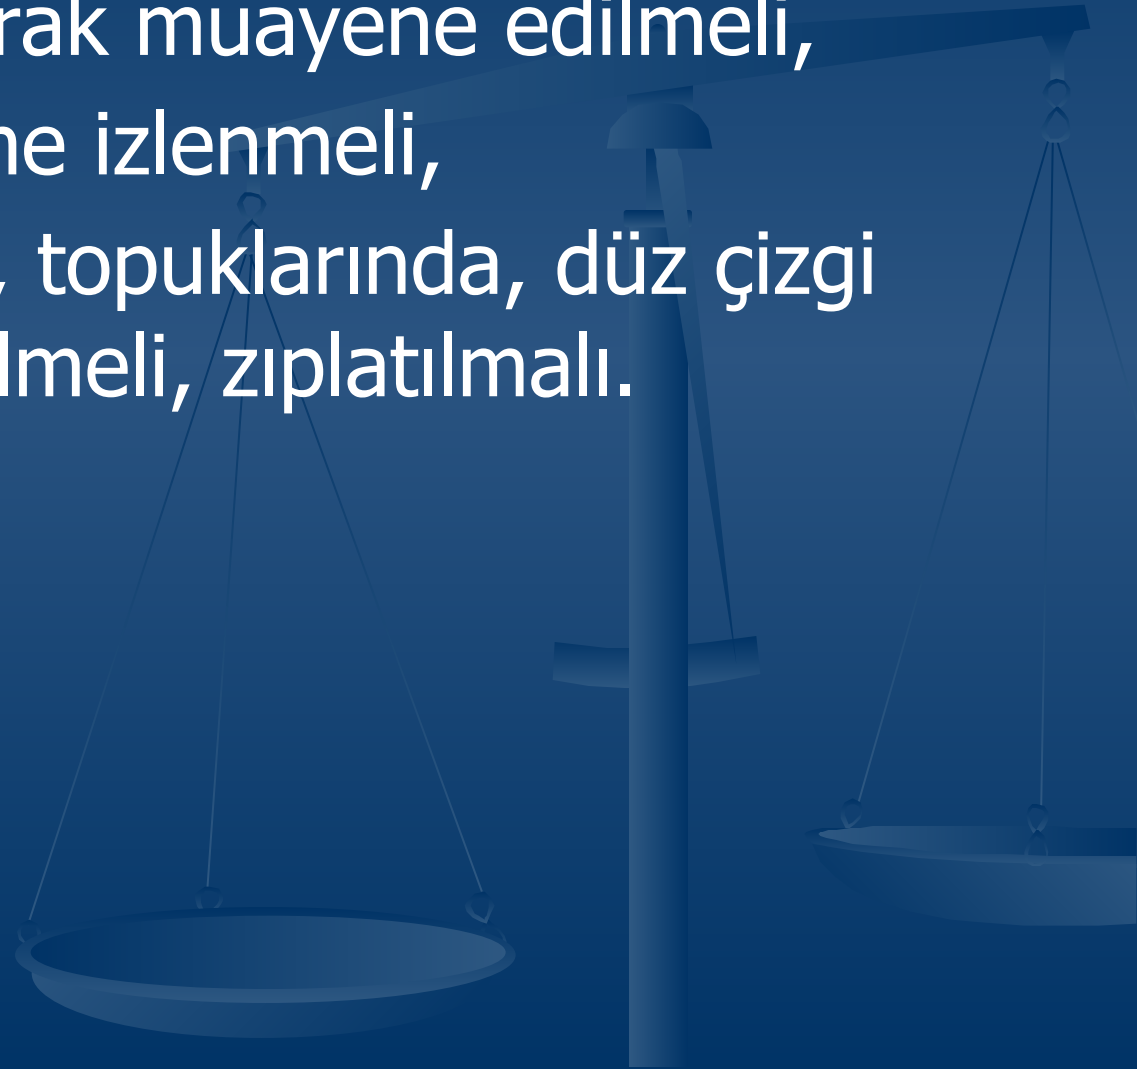 rak muayene edilmeli,
ne izlenmeli,
, topuklarında, düz çizgi
lmeli, zıplatılmalı.